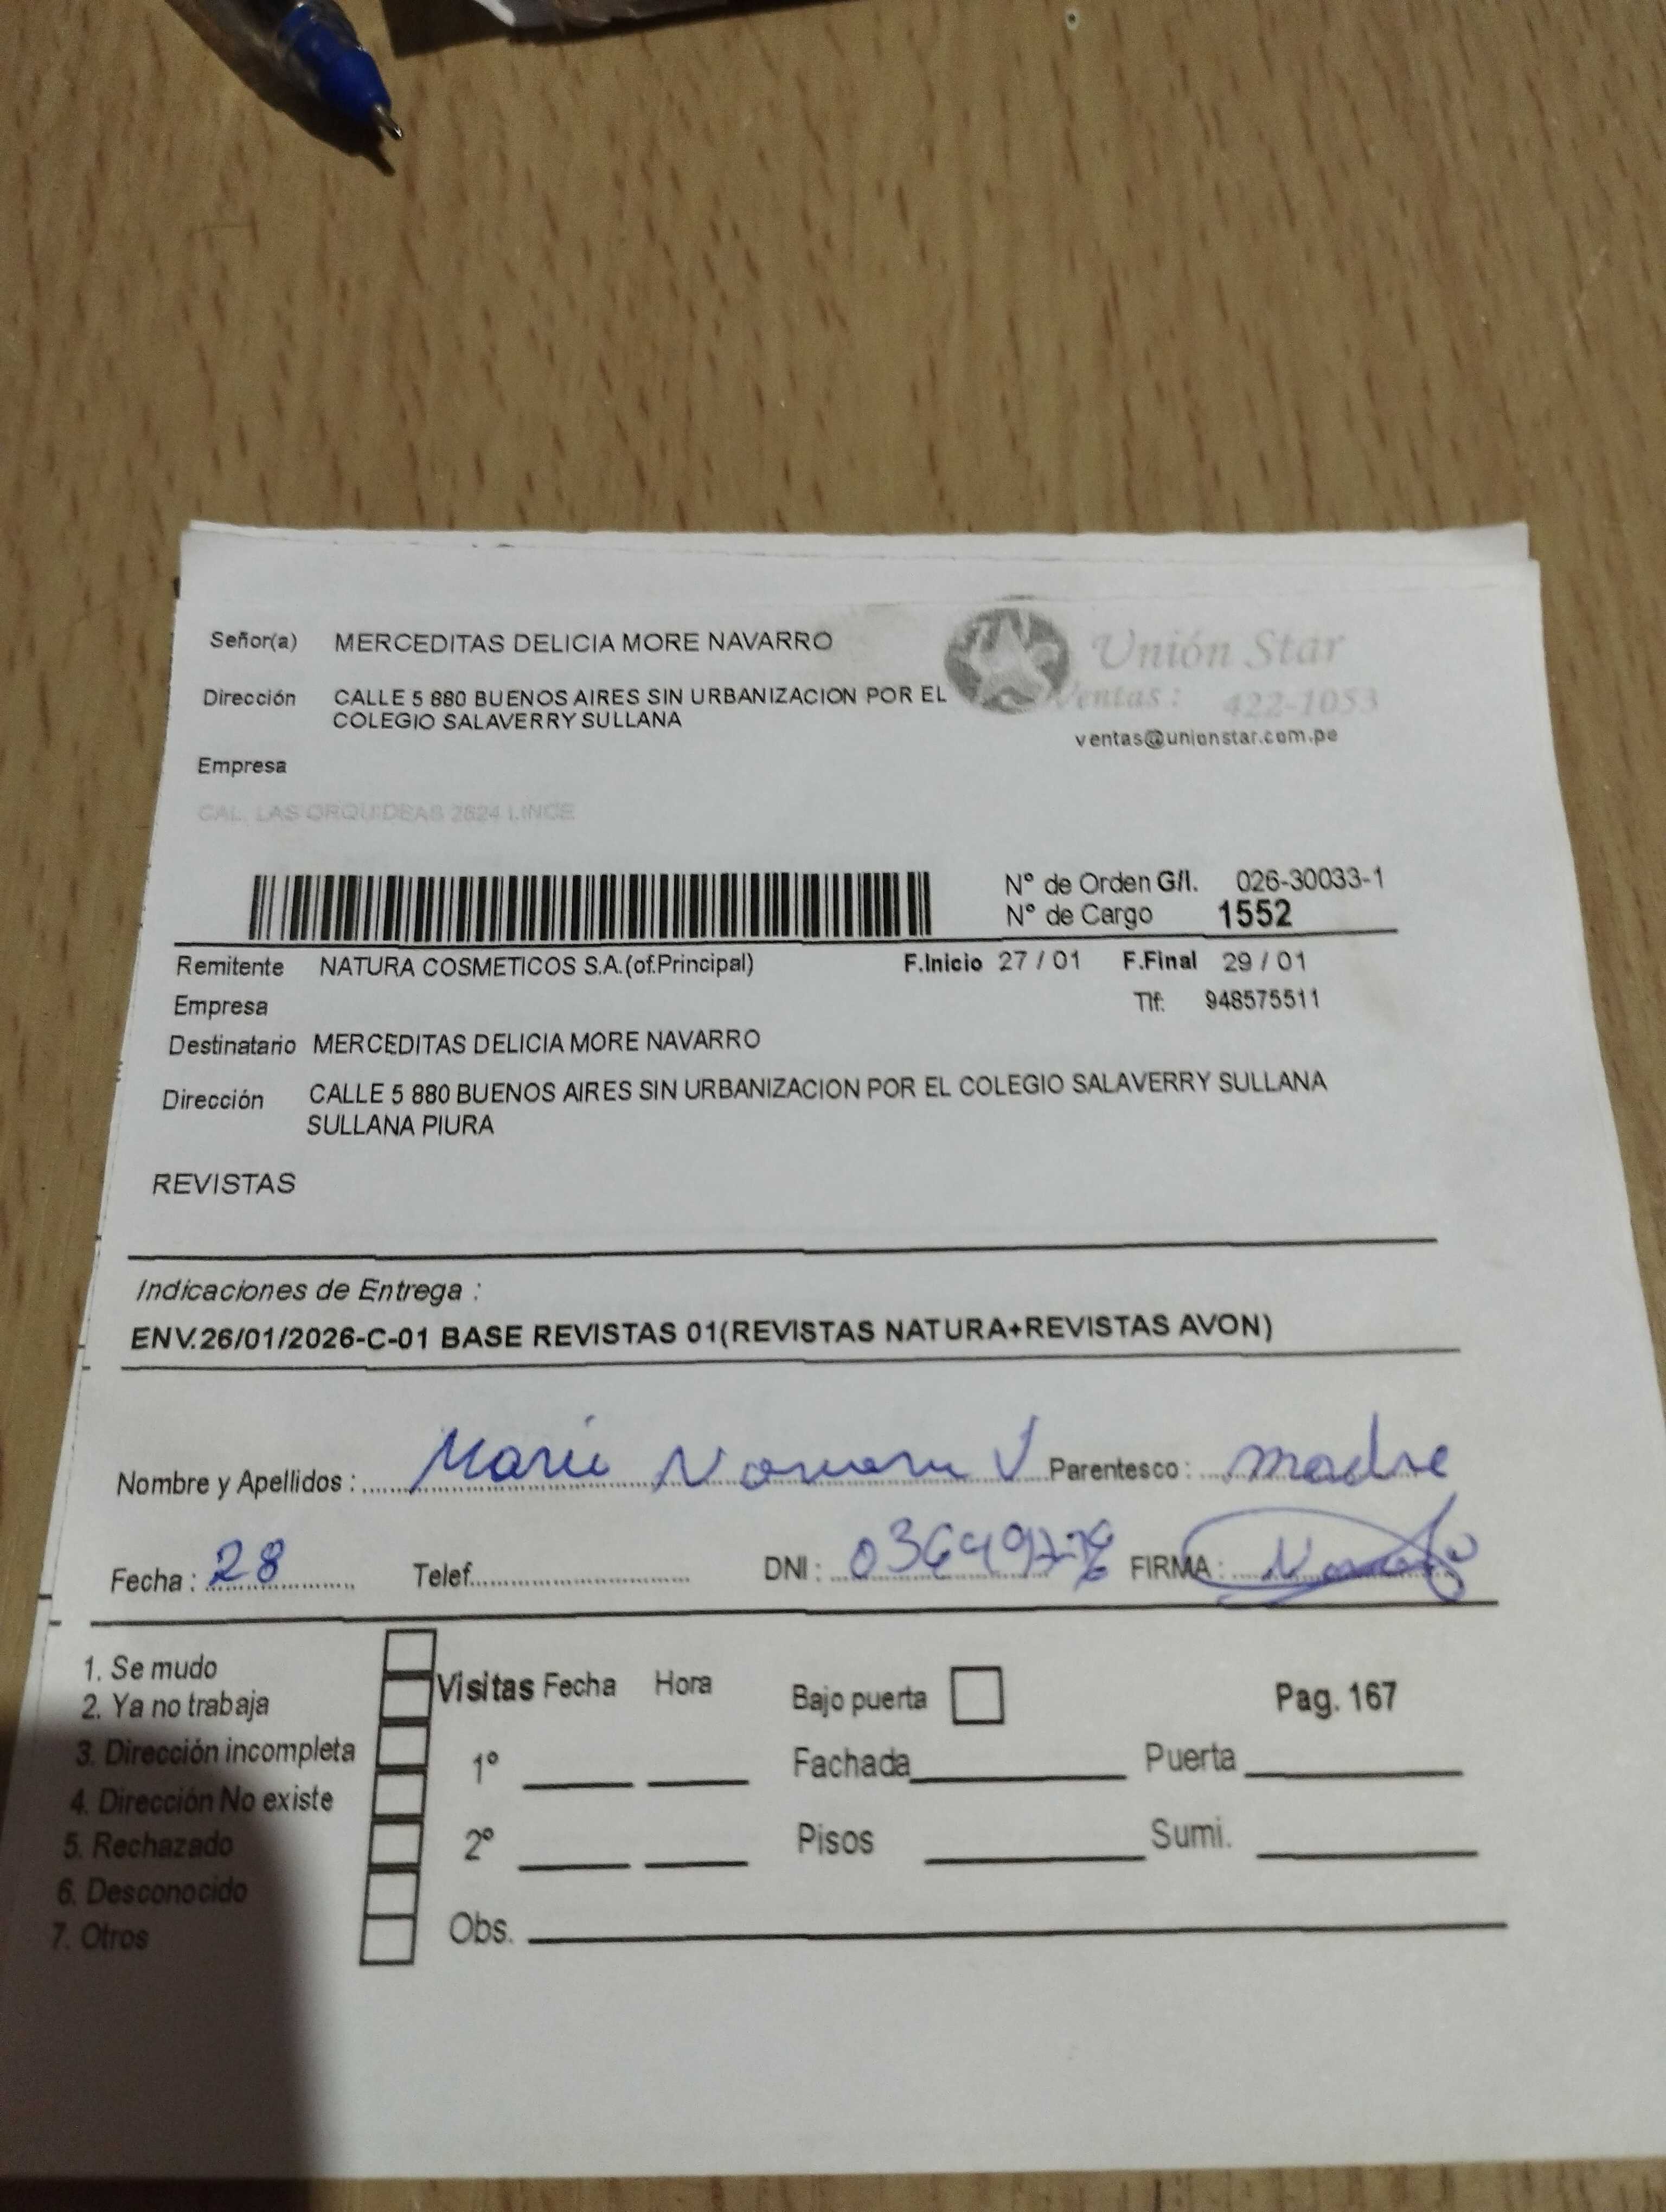 Señor(a) MERCEDITAS DELICIA MORE NAVARRO
Unión Star
Dirección CALLE 5 880 BUENOS AIRES SIN URBANIZACION POR EL
COLEGIO SALAVERRY SULLANA
Ventas: 422-1053
ventas@unionstar.com.pe
Empresa
CAL. LAS ORQUIDEAS 2624 LINCE
N° de Orden G/I. 026-30033-1
N° de Cargo 1552
Remitente NATURA COSMETICOS S.A.(of.Principal) F.Inicio 27 / 01 F.Final 29 / 01
Empresa Tlf: 948575511
Destinatario MERCEDITAS DELICIA MORE NAVARRO
Dirección CALLE 5 880 BUENOS AIRES SIN URBANIZACION POR EL COLEGIO SALAVERRY SULLANA
SULLANA PIURA
REVISTAS
Indicaciones de Entrega :
ENV.26/01/2026-C-01 BASE REVISTAS 01(REVISTAS NATURA+REVISTAS AVON)
Nombre y Apellidos : V Parentesco : madre
Fecha : 28 Telef. DNI : FIRMA :
1. Se mudo
2. Ya no trabaja
3. Dirección incompleta
4. Dirección No existe
5. Rechazado
6. Desconocido
7. Otros
Visitas Fecha Hora
1°
2°
Obs.
Bajo puerta Pag. 167
Fachada Puerta
Pisos Sumi.